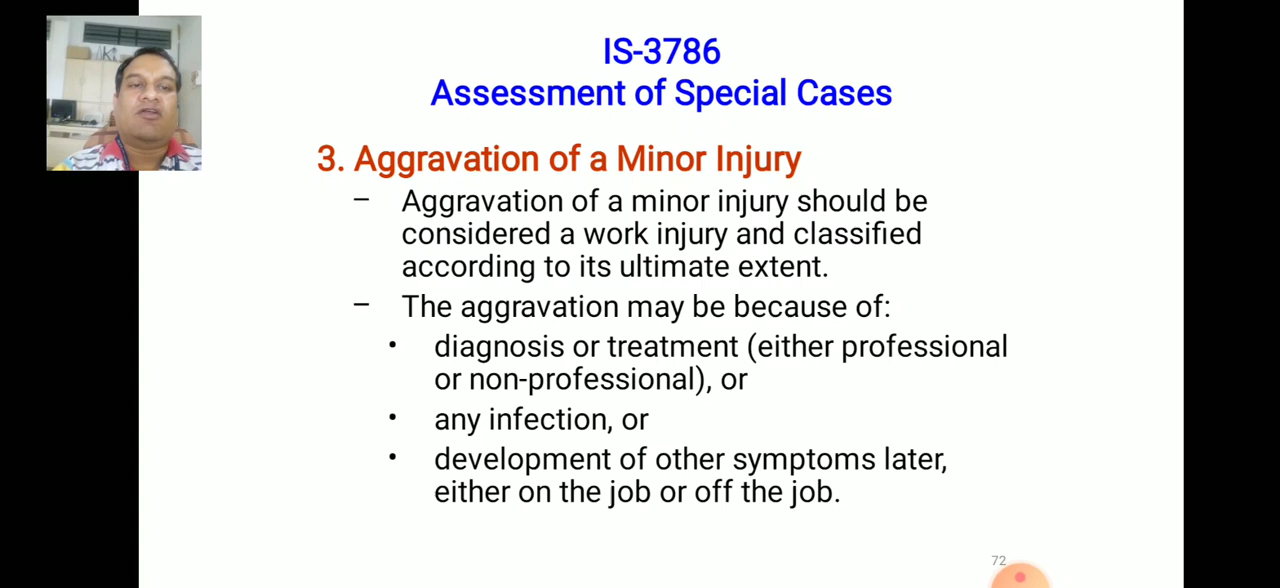 IS-3786
Assessment of Special Cases
3. Aggravation of a Minor Injury
– Aggravation of a minor injury should be
considered a work injury and classified
according to its ultimate extent.
– The aggravation may be because of:
• diagnosis or treatment (either professional
or non-professional), or
• any infection, or
• development of other symptoms later,
either on the job or off the job.
72